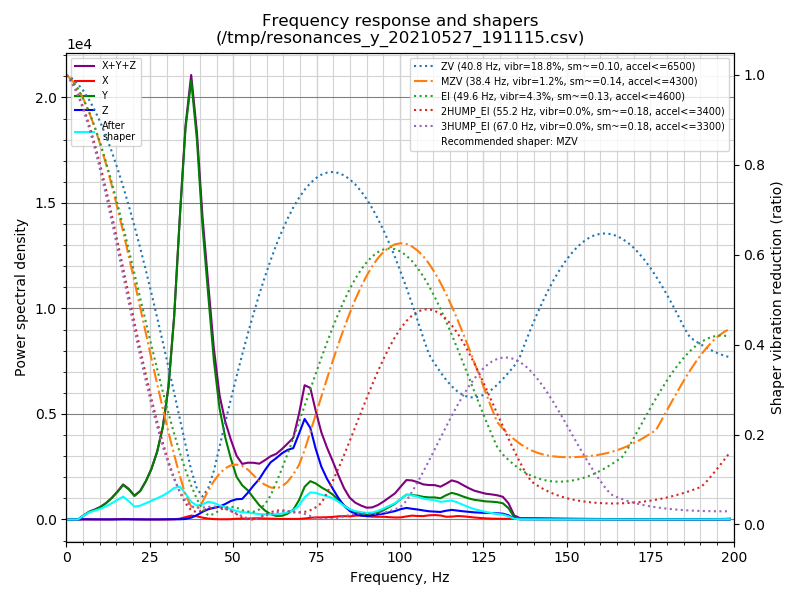 Frequency response and shapers
(/tmp/resonances_y_20210527_191115.csv)
1e4
X+Y+Z
X
Y
Z
After
shaper
ZV (40.8 Hz, vibr=18.8%, sm~=0.10, accel<=6500)
MZV (38.4 Hz, vibr=1.2%, sm~=0.14, accel<=4300)
EI (49.6 Hz, vibr=4.3%, sm~=0.13, accel<=4600)
2HUMP_EI (55.2 Hz, vibr=0.0%, sm~=0.18, accel<=3400)
3HUMP_EI (67.0 Hz, vibr=0.0%, sm~=0.18, accel<=3300)
Recommended shaper: MZV
Power spectral density
2.0
1.5
1.0
0.5
0.0
0 25 50 75 100 125 150 175 200
Frequency, Hz
1.0
0.8
0.6
0.4
0.2
0.0
Shaper vibration reduction (ratio)